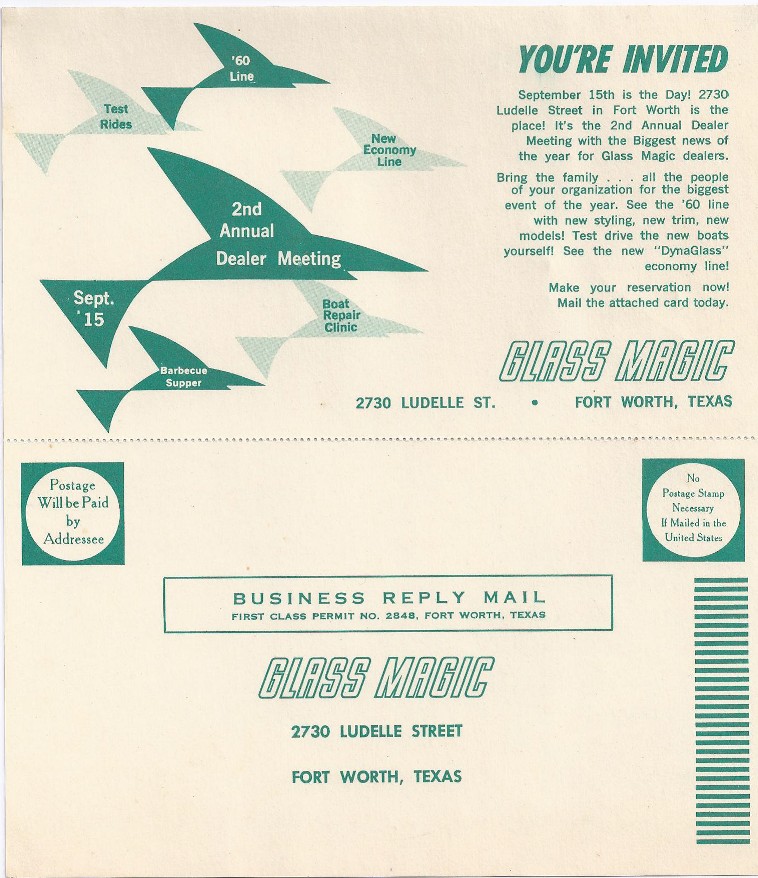 '60
Line
Test
Rides
New
Economy
Line
2nd
Annual
Dealer Meeting
Sept.
'15
Boat
Repair
Clinic
Barbecue
Supper
YOU'RE INVITED
September 15th is the Day! 2730
Ludelle Street in Fort Worth is the
place! It's the 2nd Annual Dealer
Meeting with the Biggest news of
the year for Glass Magic dealers.
Bring the family . . . all the people
of your organization for the biggest
event of the year. See the '60 line
with new styling, new trim, new
models! Test drive the new boats
yourself! See the new "DynaGlass"
economy line!
Make your reservation now!
Mail the attached card today.
GLASS MAGIC
2730 LUDELLE ST. • FORT WORTH, TEXAS
Postage
Will be Paid
by
Addressee
No
Postage Stamp
Necessary
If Mailed in the
United States
BUSINESS REPLY MAIL
FIRST CLASS PERMIT NO. 2848, FORT WORTH, TEXAS
GLASS MAGIC
2730 LUDELLE STREET
FORT WORTH, TEXAS